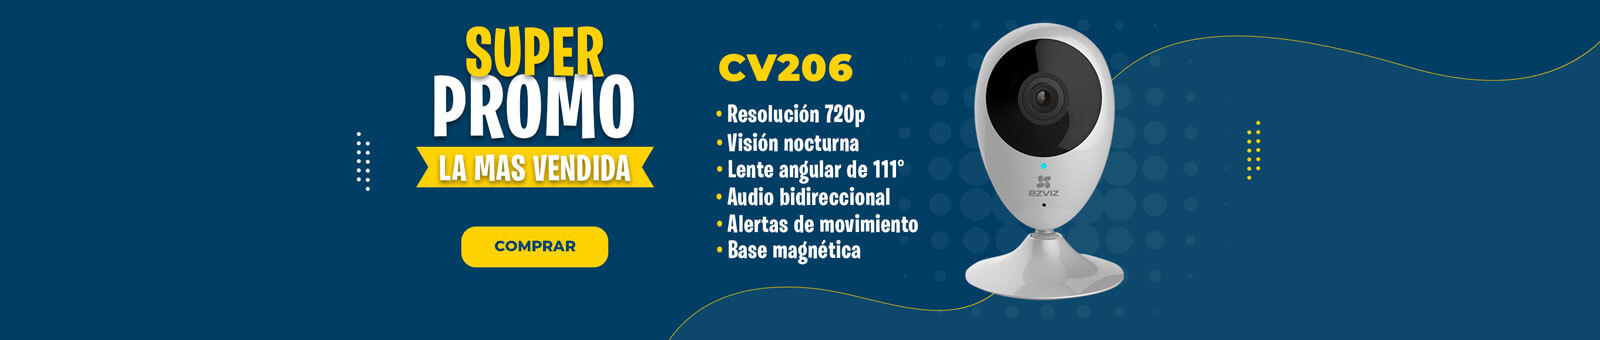 SUPER
PROMO
LA MAS VENDIDA
COMPRAR
CV206
• Resolución 720p
• Visión nocturna
• Lente angular de 111°
• Audio bidireccional
• Alertas de movimiento
• Base magnética
EZVIZ